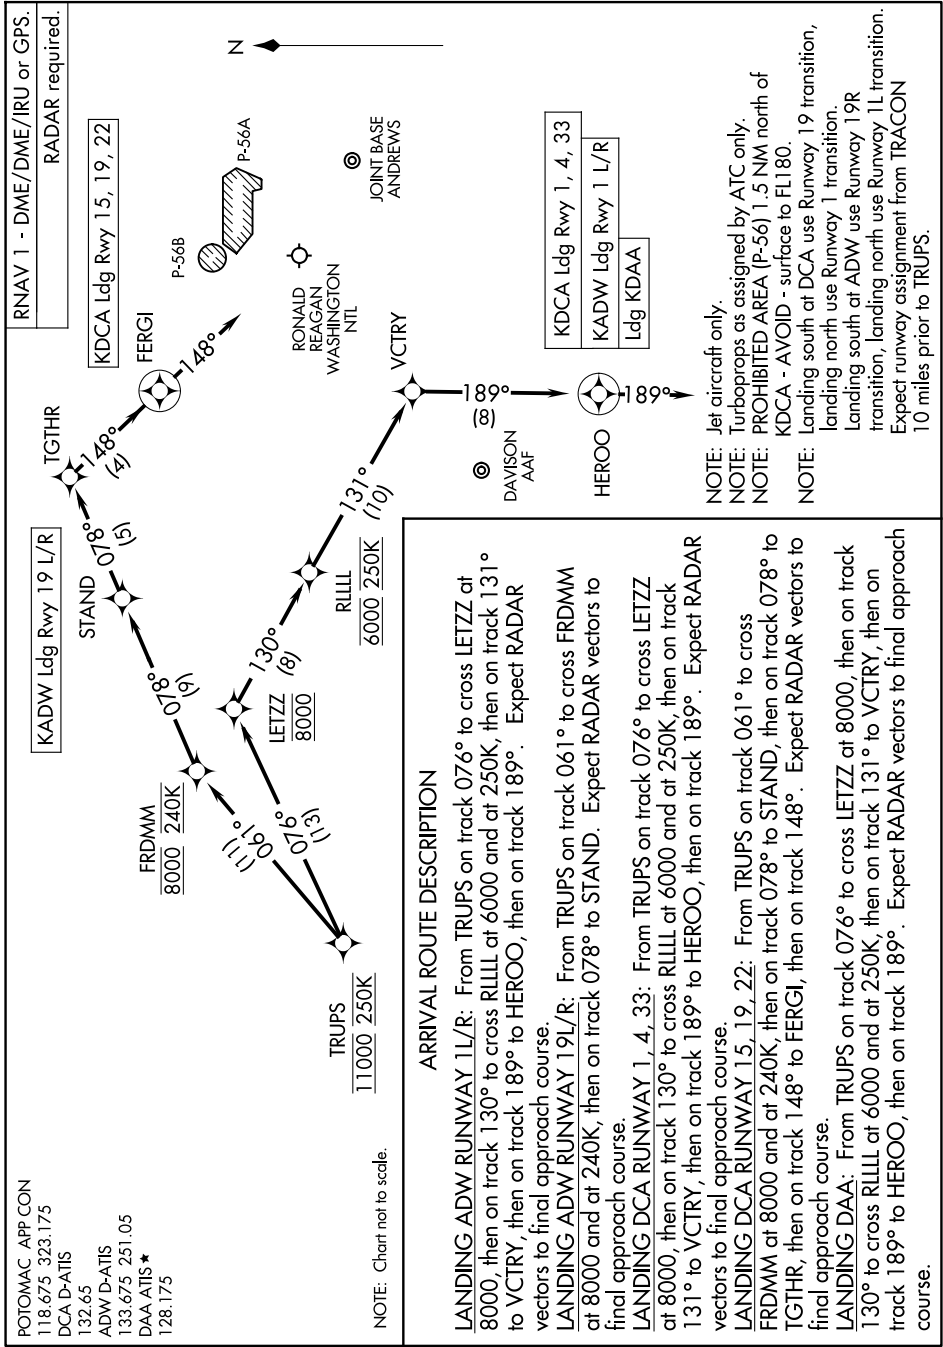 RNAV 1 - DME/DME/IRU or GPS.
RADAR required.
POTOMAC APP CON
118.675 323.175
DCA D-ATIS
132.65
ADW D-ATIS
133.675 251.05
DAA ATIS ★
128.175
NOTE: Chart not to scale.
KADW Ldg Rwy 19 L/R
KDCA Ldg Rwy 15, 19, 22
TRUPS
11000 250K
061°
(11)
076°
(13)
FRDMM
8000 240K
078°
(9)
STAND
078°
(5)
TGTHR
148°
(4)
FERGI
148°
LETZZ
8000
130°
(8)
RLLLL
6000 250K
131°
(10)
VCTRY
189°
(8)
HEROO
189°
P-56B
P-56A
N
RONALD
REAGAN
WASHINGTON
NTL
JOINT BASE
ANDREWS
DAVISON
AAF
KDCA Ldg Rwy 1, 4, 33
KADW Ldg Rwy 1 L/R
Ldg KDAA
NOTE: Jet aircraft only.
NOTE: Turboprops as assigned by ATC only.
NOTE: PROHIBITED AREA (P-56) 1.5 NM north of
KDCA - AVOID - surface to FL180.
NOTE: Landing south at DCA use Runway 19 transition,
landing north use Runway 1 transition.
Landing south at ADW use Runway 19R
transition, landing north use Runway 1L transition.
Expect runway assignment from TRACON
10 miles prior to TRUPS.
ARRIVAL ROUTE DESCRIPTION
LANDING ADW RUNWAY 1L/R: From TRUPS on track 076° to cross LETZZ at
8000, then on track 130° to cross RLLLL at 6000 and at 250K, then on track 131°
to VCTRY, then on track 189° to HEROO, then on track 189°. Expect RADAR
vectors to final approach course.
LANDING ADW RUNWAY 19L/R: From TRUPS on track 061° to cross FRDMM
at 8000 and at 240K, then on track 078° to STAND. Expect RADAR vectors to
final approach course.
LANDING DCA RUNWAY 1, 4, 33: From TRUPS on track 076° to cross LETZZ
at 8000, then on track 130° to cross RLLLL at 6000 and at 250K, then on track
131° to VCTRY, then on track 189° to HEROO, then on track 189°. Expect RADAR
vectors to final approach course.
LANDING DCA RUNWAY 15, 19, 22: From TRUPS on track 061° to cross
FRDMM at 8000 and at 240K, then on track 078° to STAND, then on track 078° to
TGTHR, then on track 148° to FERGI, then on track 148°. Expect RADAR vectors to
final approach course.
LANDING DAA: From TRUPS on track 076° to cross LETZZ at 8000, then on track
130° to cross RLLLL at 6000 and at 250K, then on track 131° to VCTRY, then on
track 189° to HEROO, then on track 189°. Expect RADAR vectors to final approach
course.